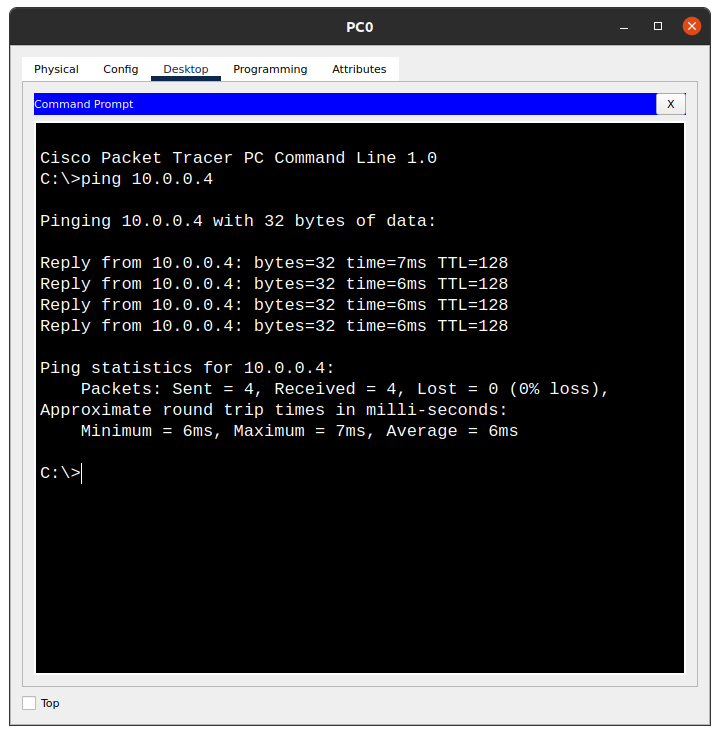 PC0
Physical Config Desktop Programming Attributes
Command Prompt X
Cisco Packet Tracer PC Command Line 1.0
C:\>ping 10.0.0.4
Pinging 10.0.0.4 with 32 bytes of data:
Reply from 10.0.0.4: bytes=32 time=7ms TTL=128
Reply from 10.0.0.4: bytes=32 time=6ms TTL=128
Reply from 10.0.0.4: bytes=32 time=6ms TTL=128
Reply from 10.0.0.4: bytes=32 time=6ms TTL=128
Ping statistics for 10.0.0.4:
Packets: Sent = 4, Received = 4, Lost = 0 (0% loss),
Approximate round trip times in milli-seconds:
Minimum = 6ms, Maximum = 7ms, Average = 6ms
C:\>
Top